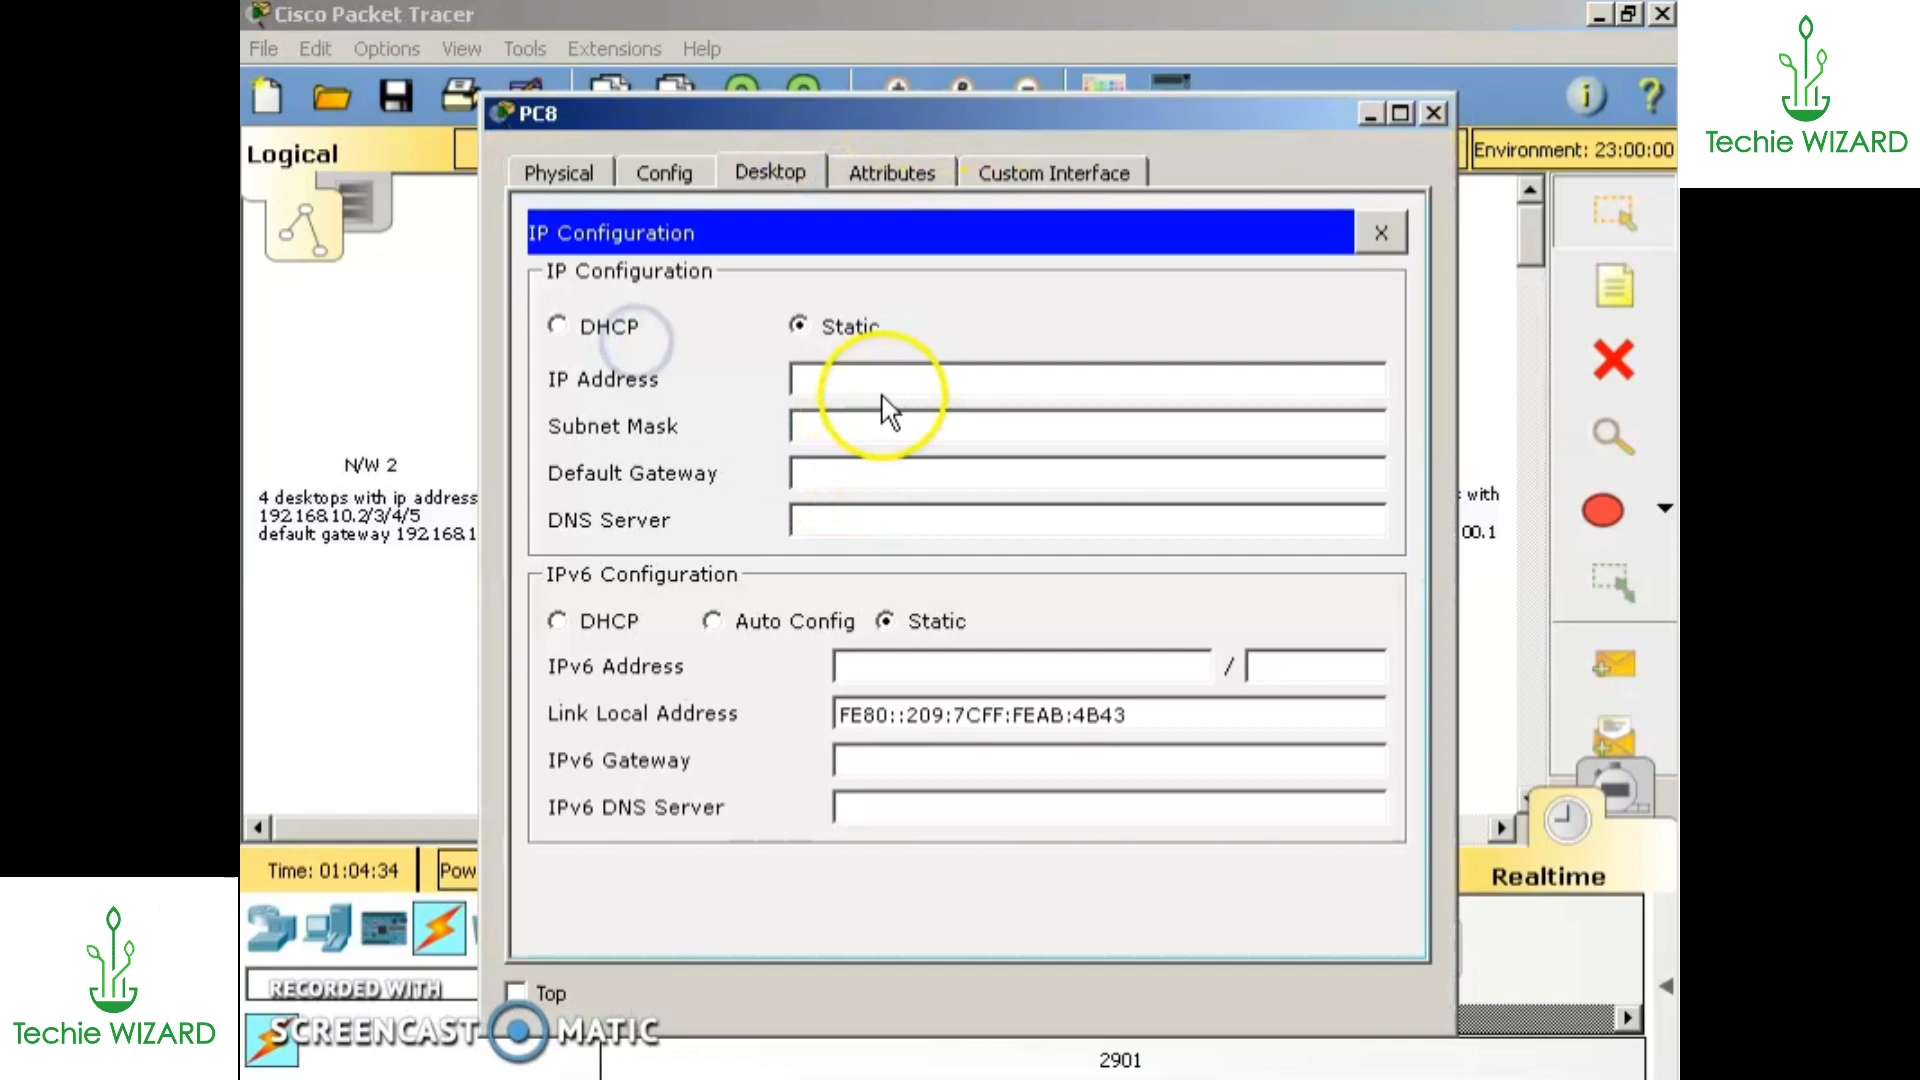 Cisco Packet Tracer
File Edit Options View Tools Extensions Help
Techie WIZARD
PC8
Logical
Environment: 23:00:00
Physical Config Desktop Attributes Custom Interface
IP Configuration X
IP Configuration
DHCP Static
IP Address
Subnet Mask
Default Gateway
DNS Server
N/W 2
4 desktops with ip address
192.168.10.2/3/4/5
default gateway 192.168.1
with
00.1
IPv6 Configuration
DHCP Auto Config Static
IPv6 Address /
Link Local Address FE80::209:7CFF:FEAB:4B43
IPv6 Gateway
IPv6 DNS Server
Time: 01:04:34 Pow
Realtime
Top
RECORDED WITH
SCREENCAST MATIC
2901
Techie WIZARD